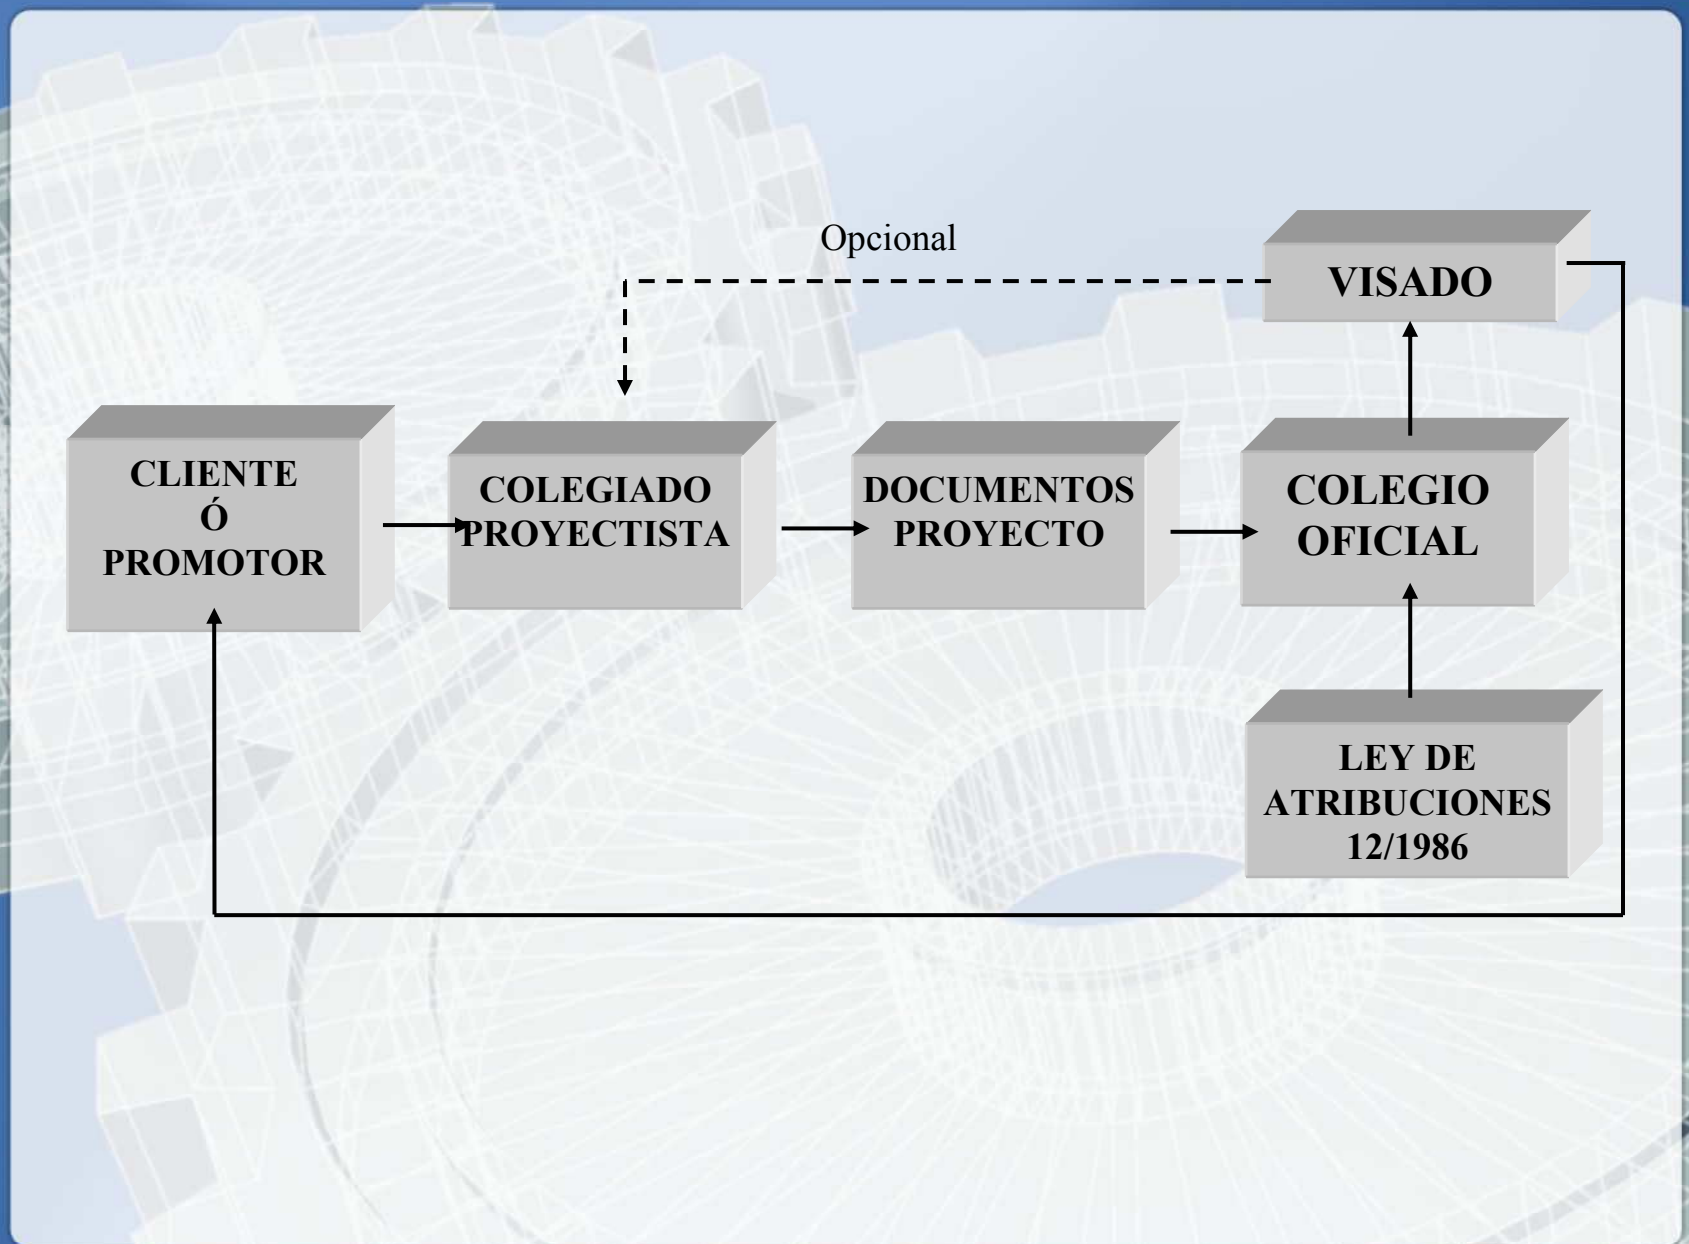 Opcional
VISADO
CLIENTE
Ó
PROMOTOR
COLEGIADO
PROYECTISTA
DOCUMENTOS
PROYECTO
COLEGIO
OFICIAL
LEY DE
ATRIBUCIONES
12/1986